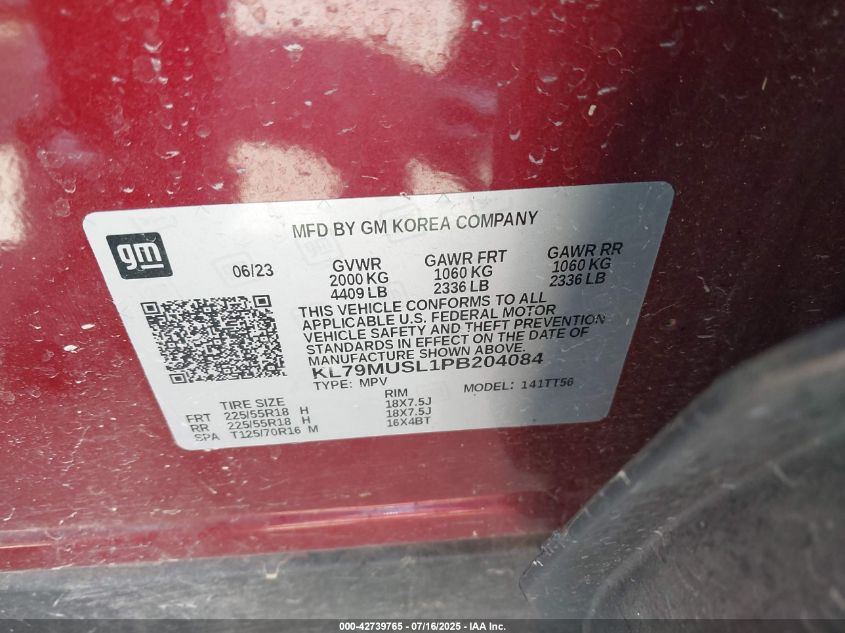 gm
MFD BY GM KOREA COMPANY
06/23
GVWR
2000 KG
4409 LB
GAWR FRT
1060 KG
2336 LB
GAWR RR
1060 KG
2336 LB
THIS VEHICLE CONFORMS TO ALL
APPLICABLE U.S. FEDERAL MOTOR
VEHICLE SAFETY AND THEFT PREVENTION
STANDARDS IN EFFECT ON THE DATE OF
MANUFACTURE SHOWN ABOVE.
KL79MUSL1PB204084
TYPE: MPV
MODEL: 141TT56
TIRE SIZE
RIM
FRT 225/55R18 H 18X7.5J
RR 225/55R18 H 18X7.5J
SPA T125/70R16 M 16X4BT
000-42739765 - 07/16/2025 - IAA Inc.